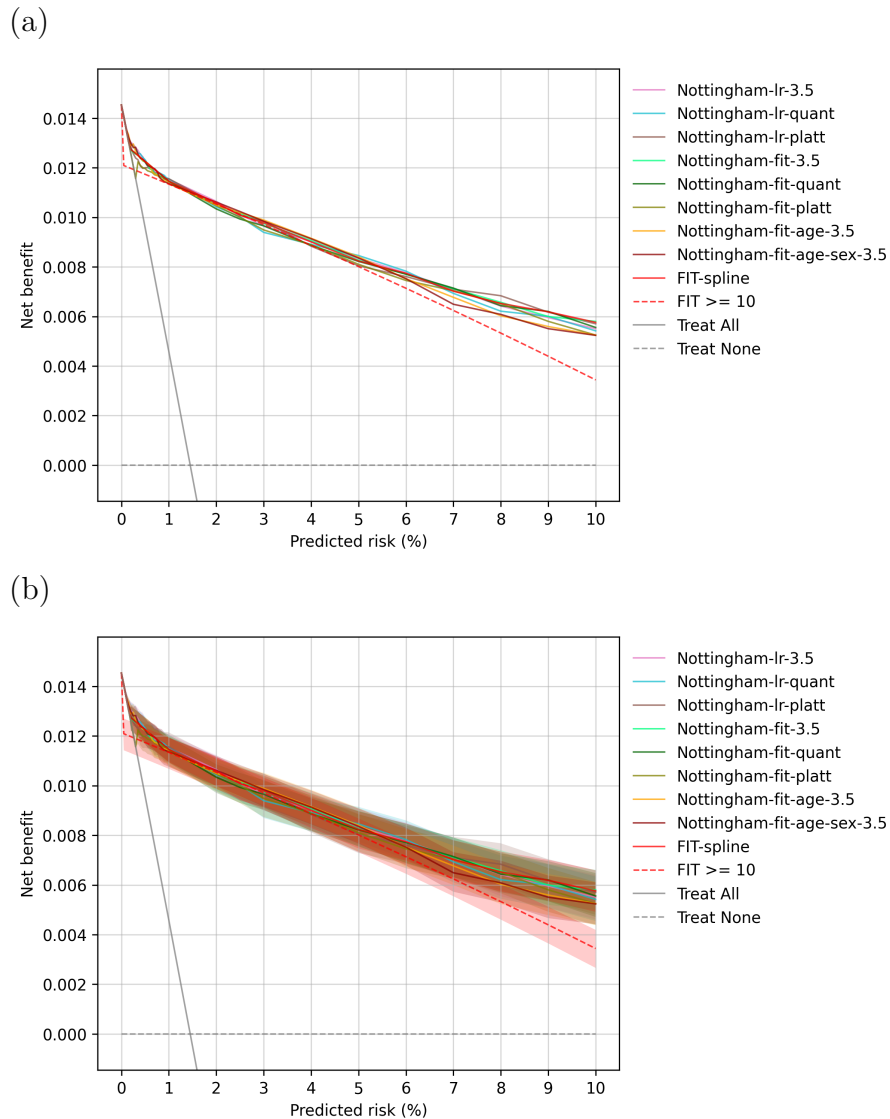 (a)
0.014
0.012
0.010
0.008
0.006
0.004
0.002
0.000
Net benefit
0 1 2 3 4 5 6 7 8 9 10
Predicted risk (%)
Nottingham-lr-3.5
Nottingham-lr-quant
Nottingham-lr-platt
Nottingham-fit-3.5
Nottingham-fit-quant
Nottingham-fit-platt
Nottingham-fit-age-3.5
Nottingham-fit-age-sex-3.5
FIT-spline
FIT >= 10
Treat All
Treat None
(b)
0.014
0.012
0.010
0.008
0.006
0.004
0.002
0.000
Net benefit
0 1 2 3 4 5 6 7 8 9 10
Predicted risk (%)
Nottingham-lr-3.5
Nottingham-lr-quant
Nottingham-lr-platt
Nottingham-fit-3.5
Nottingham-fit-quant
Nottingham-fit-platt
Nottingham-fit-age-3.5
Nottingham-fit-age-sex-3.5
FIT-spline
FIT >= 10
Treat All
Treat None